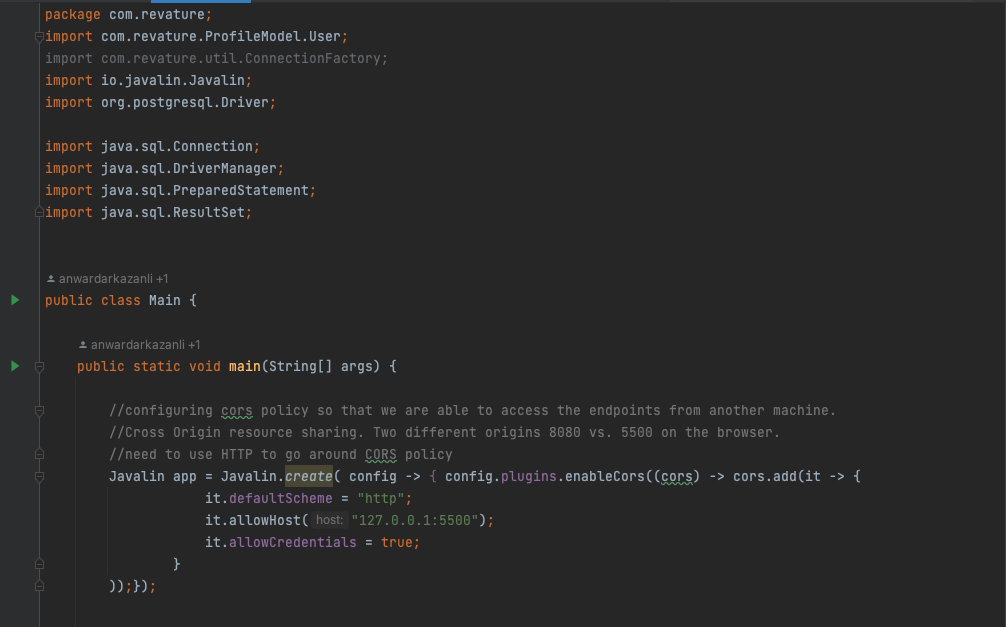 package com.revature;
import com.revature.ProfileModel.User;
import com.revature.util.ConnectionFactory;
import io.javalin.Javalin;
import org.postgresql.Driver;
import java.sql.Connection;
import java.sql.DriverManager;
import java.sql.PreparedStatement;
import java.sql.ResultSet;
anwardarkazanli +1
public class Main {
anwardarkazanli +1
public static void main(String[] args) {
//configuring cors policy so that we are able to access the endpoints from another machine.
//Cross Origin resource sharing. Two different origins 8080 vs. 5500 on the browser.
//need to use HTTP to go around CORS policy
Javalin app = Javalin.create( config -> { config.plugins.enableCors((cors) -> cors.add(it -> {
it.defaultScheme = "http";
it.allowHost( host: "127.0.0.1:5500");
it.allowCredentials = true;
}
));});